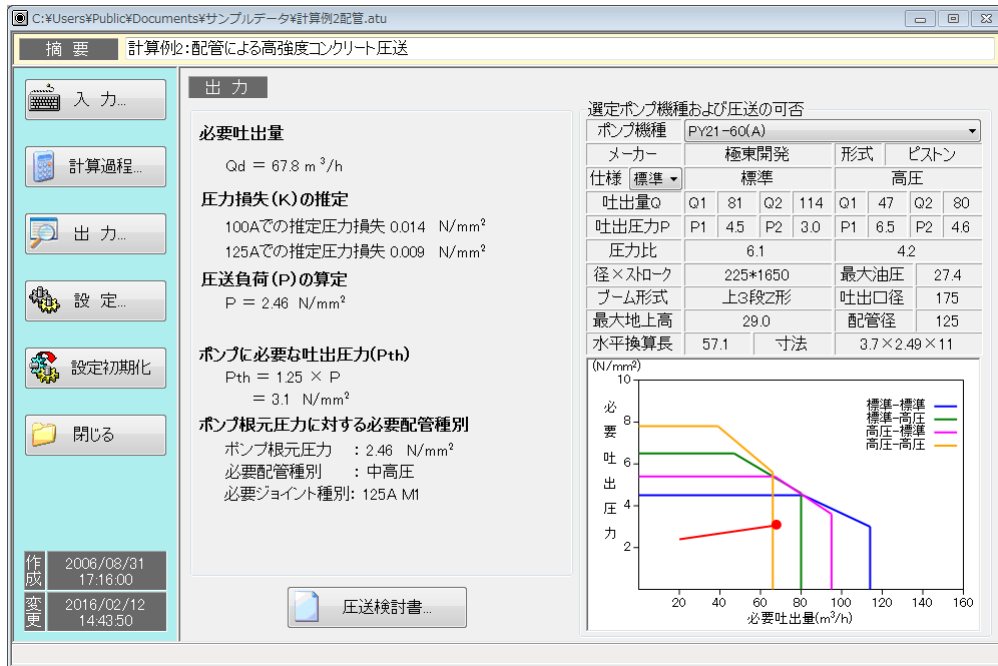 C:¥Users¥Public¥Documents¥サンプルデータ¥計算例2配管.atu
摘 要 計算例2:配管による高強度コンクリート圧送
入 力...
計算過程...
出 力...
設 定...
設定初期化
閉じる
作成 2006/08/31 17:16:00
変更 2016/02/12 14:43:50
出 力
必要吐出量
Qd = 67.8 m³/h
圧力損失(K)の推定
100Aでの推定圧力損失 0.014 N/mm²
125Aでの推定圧力損失 0.009 N/mm²
圧送負荷(P)の算定
P = 2.46 N/mm²
ポンプに必要な吐出圧力(Pth)
Pth = 1.25 × P
= 3.1 N/mm²
ポンプ根元圧力に対する必要配管種別
ポンプ根元圧力 : 2.46 N/mm²
必要配管種別 : 中高圧
必要ジョイント種別: 125A M1
圧送検討書...
選定ポンプ機種および圧送の可否
ポンプ機種 PY21-60(A)
メーカー 極東開発 形式 ピストン
仕様 標準 標準 高圧
吐出量Q Q1 81 Q2 114 Q1 47 Q2 80
吐出圧力P P1 4.5 P2 3.0 P1 6.5 P2 4.6
圧力比 6.1 4.2
径×ストローク 225*1650 最大油圧 27.4
ブーム形式 上3段Z形 吐出口径 175
最大地上高 29.0 配管径 125
水平換算長 57.1 寸法 3.7×2.49×11
(N/mm²)
必要吐出圧力
10
8
6
4
2
標準-標準
標準-高圧
高圧-標準
高圧-高圧
20 40 60 80 100 120 140 160
必要吐出量(m³/h)